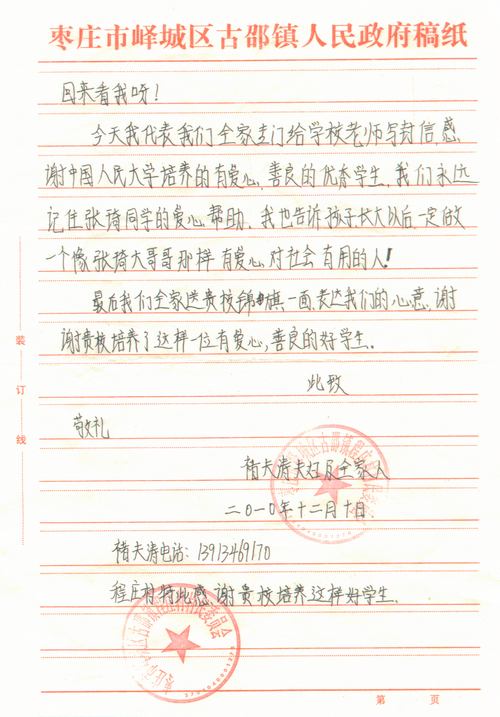 枣庄市峄城区古邵镇人民政府稿纸
回来看我呀！
今天我代表我们全家专门给学校老师写封信,感
谢中国人民大学培养的有爱心,善良的优秀学生,我们永远
记住张琦同学的爱心帮助。我也告诉孩子长大以后一定做
一个像张琦大哥哥那样有爱心对社会有用的人！
最后我们全家送贵校锦旗一面,表达我们的心意,谢
谢贵校培养了这样一位有爱心,善良的好学生.
此致
敬礼
褚夫涛夫妇及全家人
二〇一〇年十二月十日
褚夫涛电话：13913469170
程庄村特此感谢贵校培养这样好学生.
装订线
第 页